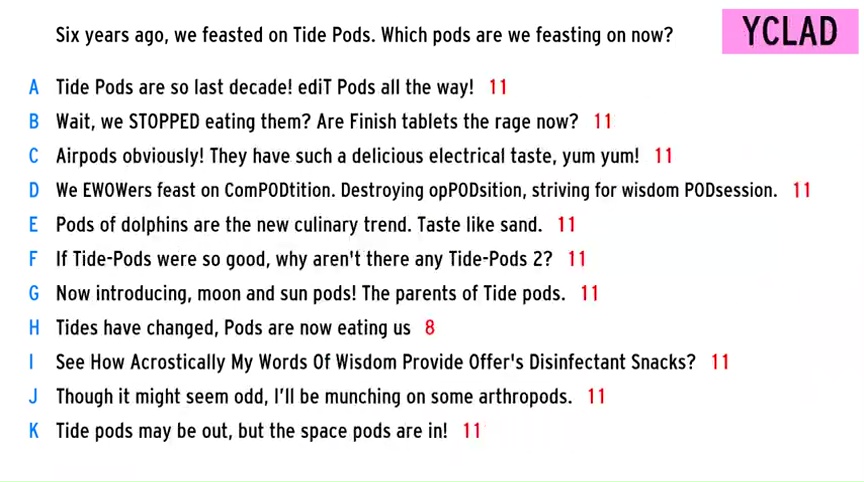 Six years ago, we feasted on Tide Pods. Which pods are we feasting on now?
YCLAD
A Tide Pods are so last decade! ediT Pods all the way! 11
B Wait, we STOPPED eating them? Are Finish tablets the rage now? 11
C Airpods obviously! They have such a delicious electrical taste, yum yum! 11
D We EWOWers feast on ComPODtition. Destroying opPODsition, striving for wisdom PODsession. 11
E Pods of dolphins are the new culinary trend. Taste like sand. 11
F If Tide-Pods were so good, why aren't there any Tide-Pods 2? 11
G Now introducing, moon and sun pods! The parents of Tide pods. 11
H Tides have changed, Pods are now eating us 8
I See How Acrostically My Words Of Wisdom Provide Offer's Disinfectant Snacks? 11
J Though it might seem odd, I'll be munching on some arthropods. 11
K Tide pods may be out, but the space pods are in! 11